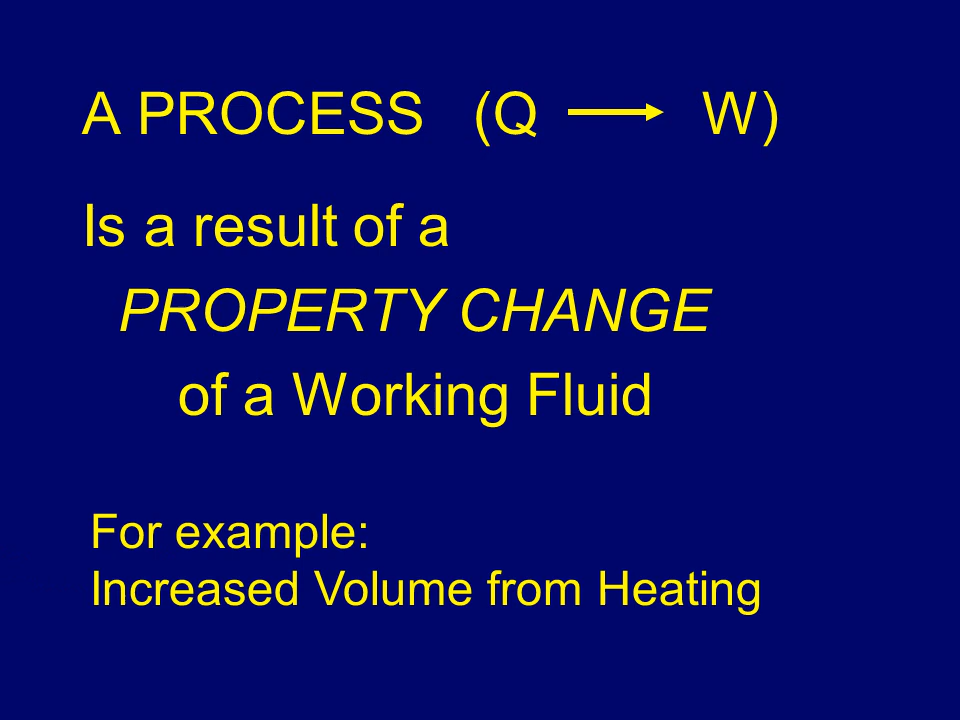 A PROCESS (Q → W)
Is a result of a
PROPERTY CHANGE
of a Working Fluid
For example:
Increased Volume from Heating